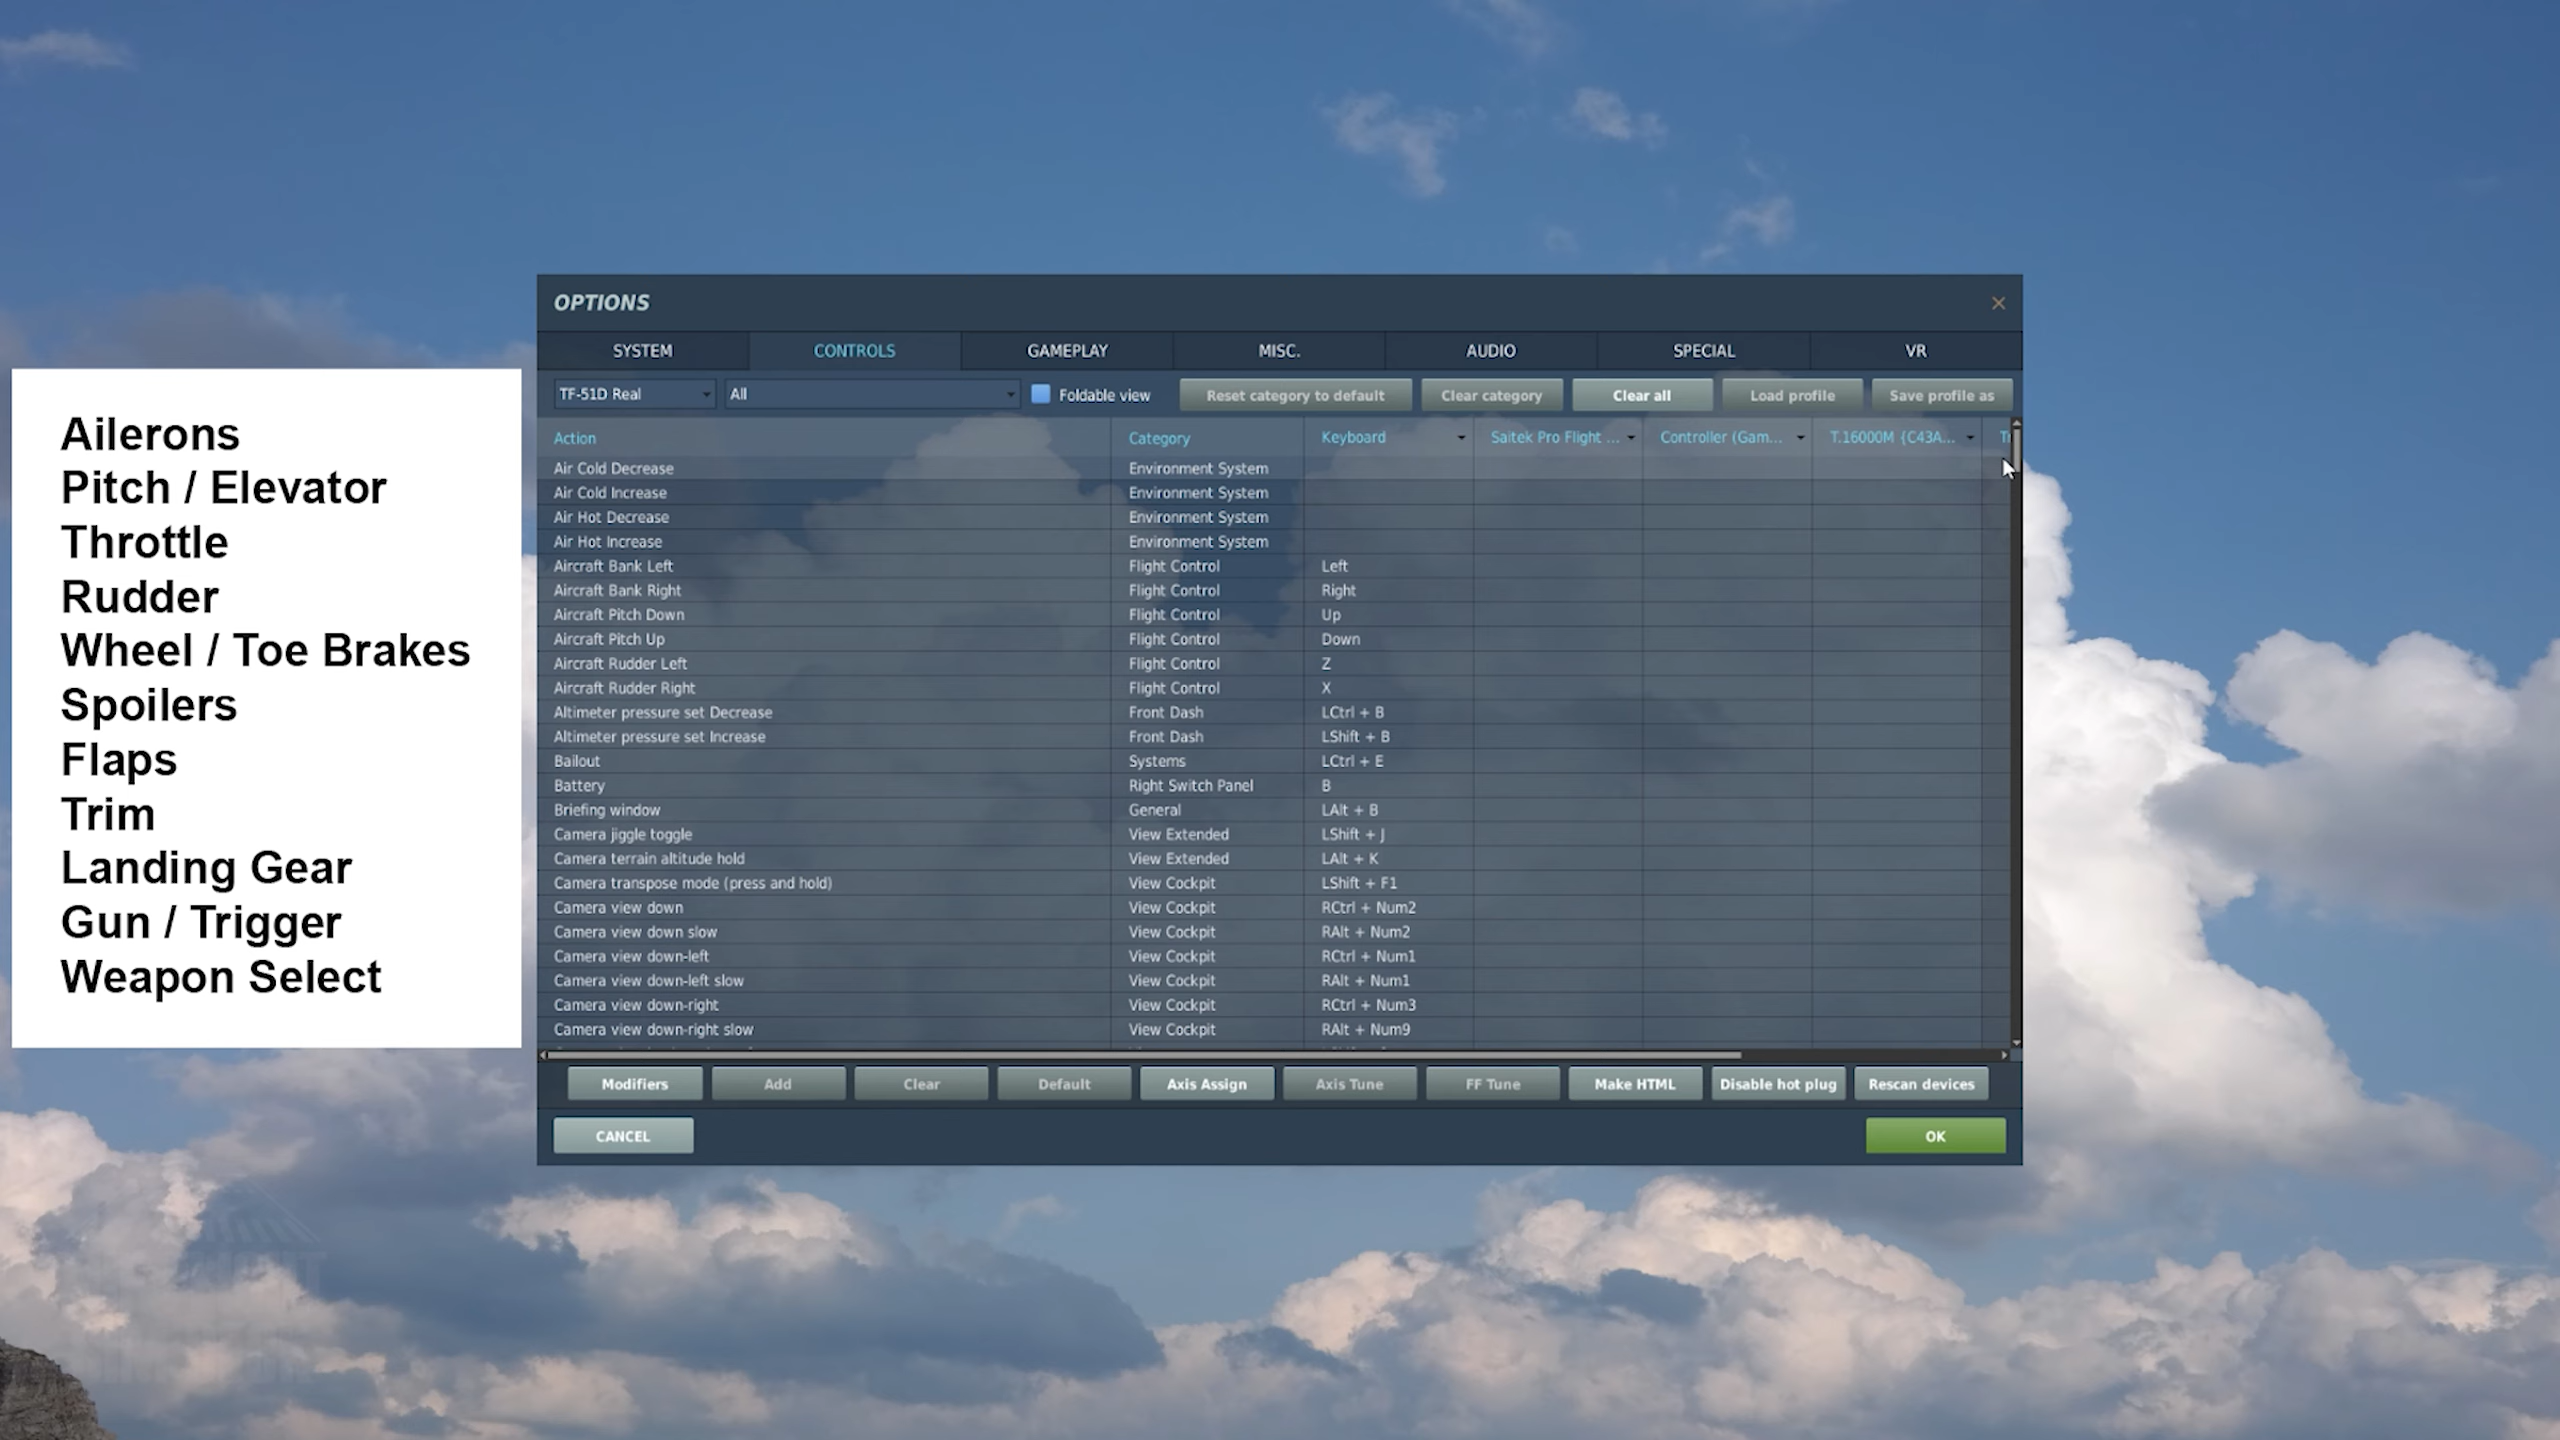 OPTIONS
SYSTEM CONTROLS GAMEPLAY MISC. AUDIO SPECIAL VR
TF-51D Real All Foldable view Reset category to default Clear category Clear all Load profile Save profile as
Action Category Keyboard Saitek Pro Flight ... Controller (Gam... T.16000M {C43A...
Air Cold Decrease Environment System
Air Cold Increase Environment System
Air Hot Decrease Environment System
Air Hot Increase Environment System
Aircraft Bank Left Flight Control Left
Aircraft Bank Right Flight Control Right
Aircraft Pitch Down Flight Control Up
Aircraft Pitch Up Flight Control Down
Aircraft Rudder Left Flight Control Z
Aircraft Rudder Right Flight Control X
Altimeter pressure set Decrease Front Dash LCtrl + B
Altimeter pressure set Increase Front Dash LShift + B
Bailout Systems LCtrl + E
Battery Right Switch Panel B
Briefing window General LAlt + B
Camera jiggle toggle View Extended LShift + J
Camera terrain altitude hold View Extended LAlt + K
Camera transpose mode (press and hold) View Cockpit LShift + F1
Camera view down View Cockpit RCtrl + Num2
Camera view down slow View Cockpit RAlt + Num2
Camera view down-left View Cockpit RCtrl + Num1
Camera view down-left slow View Cockpit RAlt + Num1
Camera view down-right View Cockpit RCtrl + Num3
Camera view down-right slow View Cockpit RAlt + Num9
Modifiers Add Clear Default Axis Assign Axis Tune FF Tune Make HTML Disable hot plug Rescan devices
CANCEL OK
Ailerons
Pitch / Elevator
Throttle
Rudder
Wheel / Toe Brakes
Spoilers
Flaps
Trim
Landing Gear
Gun / Trigger
Weapon Select